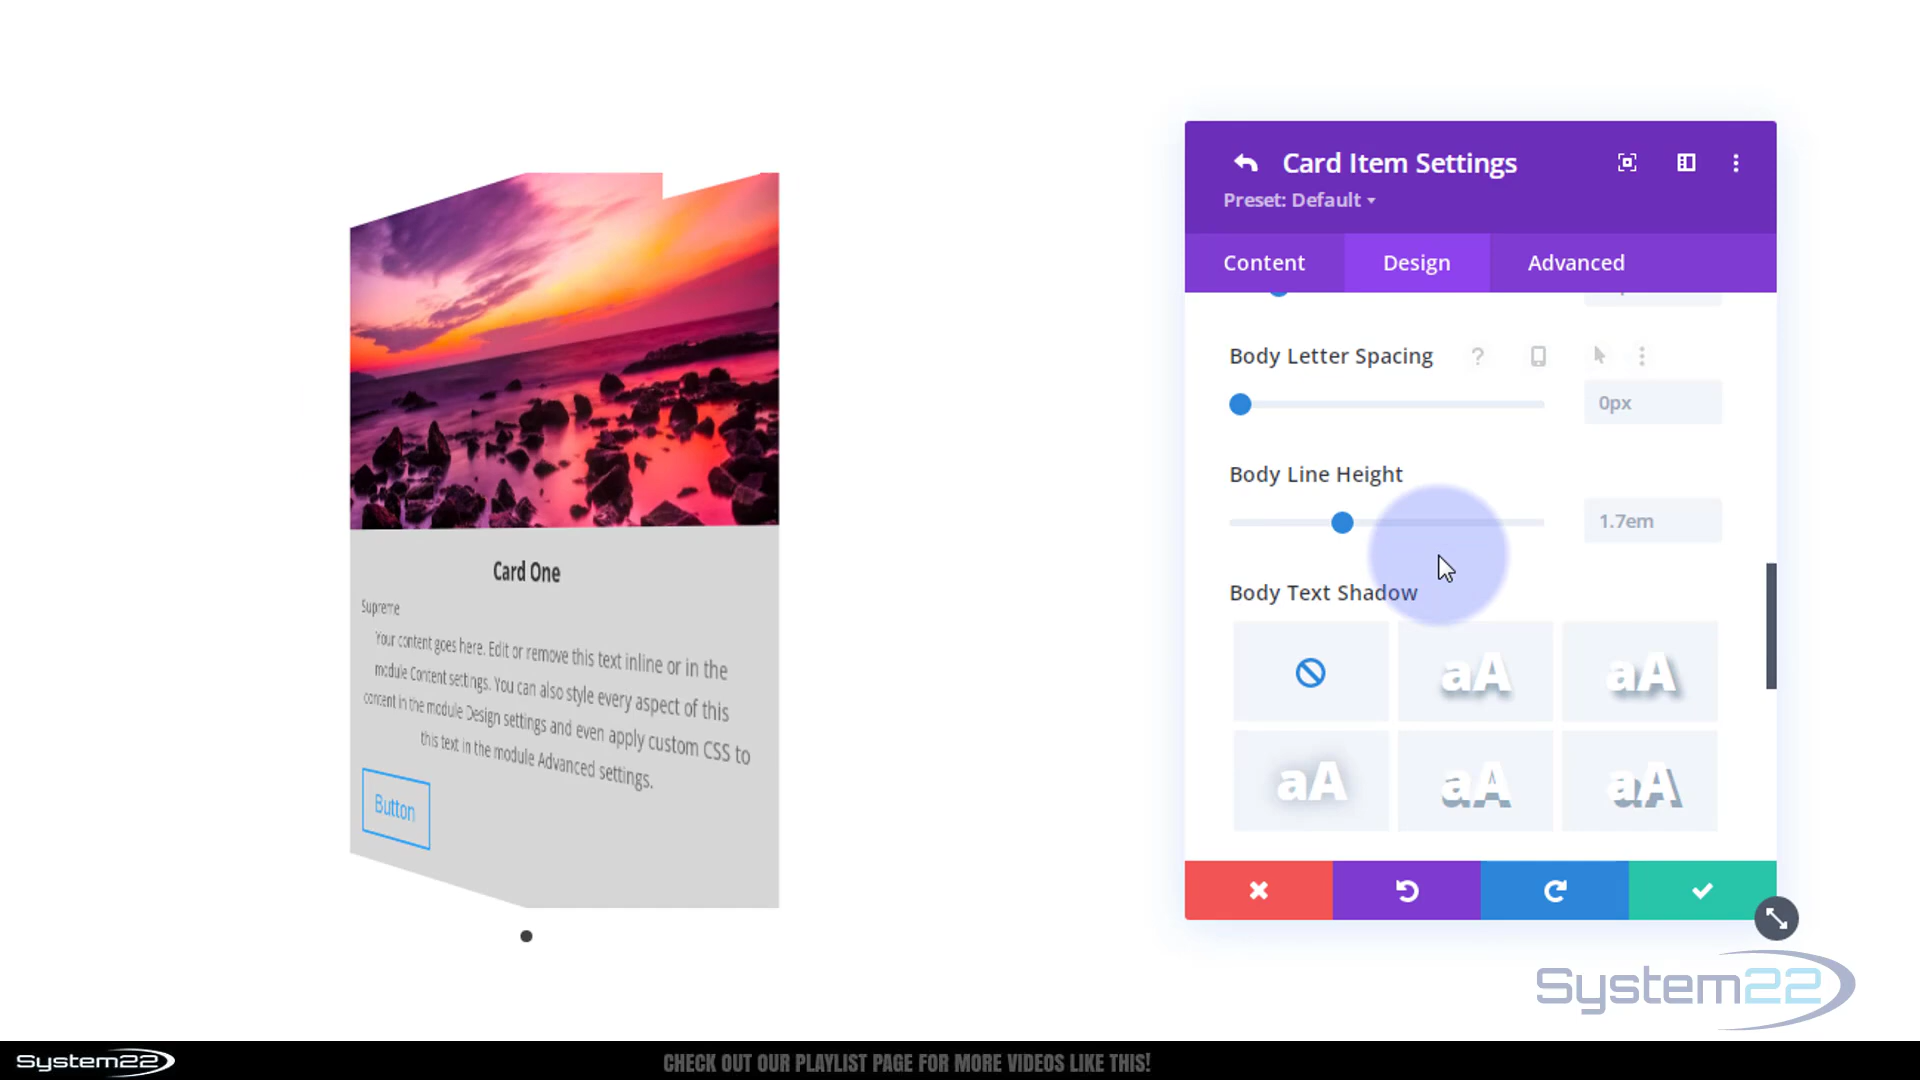 Card Item Settings
Preset: Default
Content
Design
Advanced
Body Letter Spacing
?
0px
Body Line Height
1.7em
Body Text Shadow
aA
aA
aA
aA
aA
Card One
Supreme
Your content goes here. Edit or remove this text inline or in the
module Content settings. You can also style every aspect of this
content in the module Design settings and even apply custom CSS to
this text in the module Advanced settings.
Button
System22
System22
CHECK OUT OUR PLAYLIST PAGE FOR MORE VIDEOS LIKE THIS!